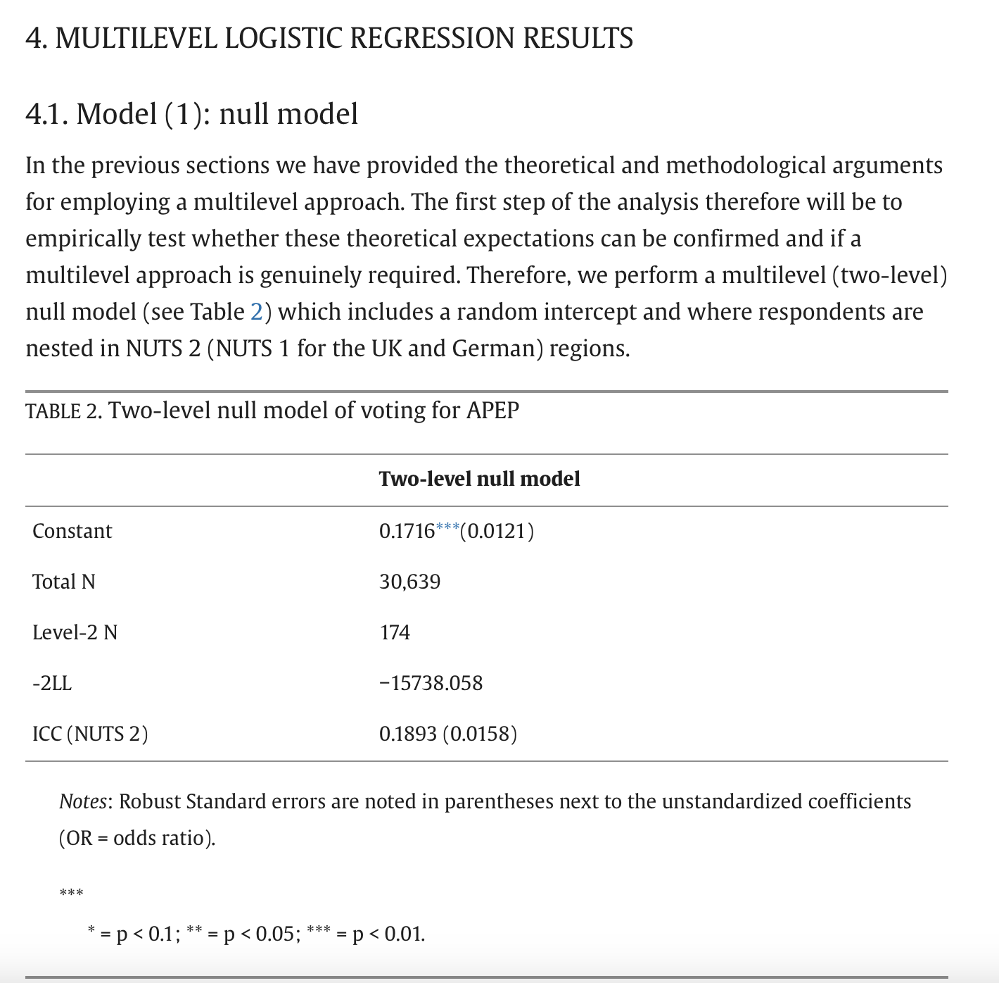 4. MULTILEVEL LOGISTIC REGRESSION RESULTS
4.1. Model (1): null model
In the previous sections we have provided the theoretical and methodological arguments
for employing a multilevel approach. The first step of the analysis therefore will be to
empirically test whether these theoretical expectations can be confirmed and if a
multilevel approach is genuinely required. Therefore, we perform a multilevel (two-level)
null model (see Table 2) which includes a random intercept and where respondents are
nested in NUTS 2 (NUTS 1 for the UK and German) regions.
TABLE 2. Two-level null model of voting for APEP
Two-level null model
Constant 0.1716***(0.0121)
Total N 30,639
Level-2 N 174
-2LL −15738.058
ICC (NUTS 2) 0.1893 (0.0158)
Notes: Robust Standard errors are noted in parentheses next to the unstandardized coefficients
(OR = odds ratio).
***
* = p < 0.1; ** = p < 0.05; *** = p < 0.01.